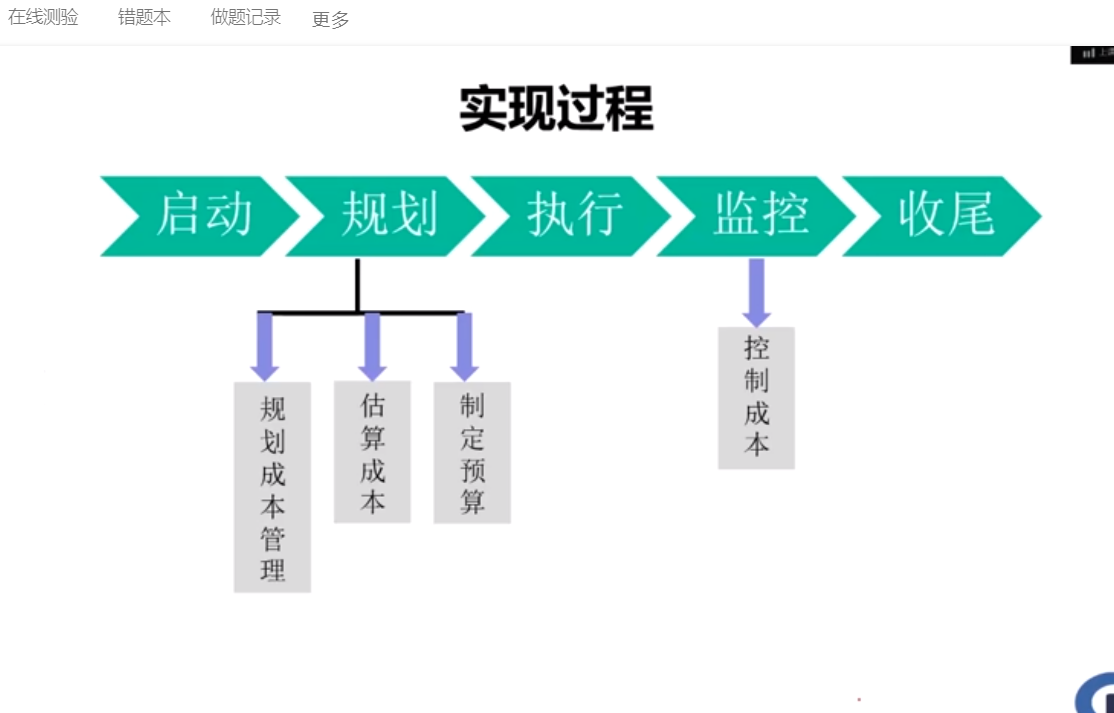 在线测验 错题本 做题记录 更多
实现过程
启动 规划 执行 监控 收尾
规划成本管理
估算成本
制定预算
控制成本